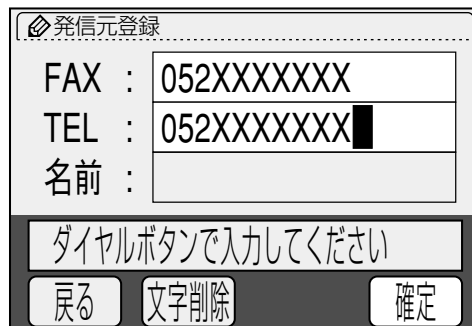 発信元登録
FAX : 052XXXXXXX
TEL : 052XXXXXXX
名前 :
ダイヤルボタンで入力してください
戻る 文字削除 確定